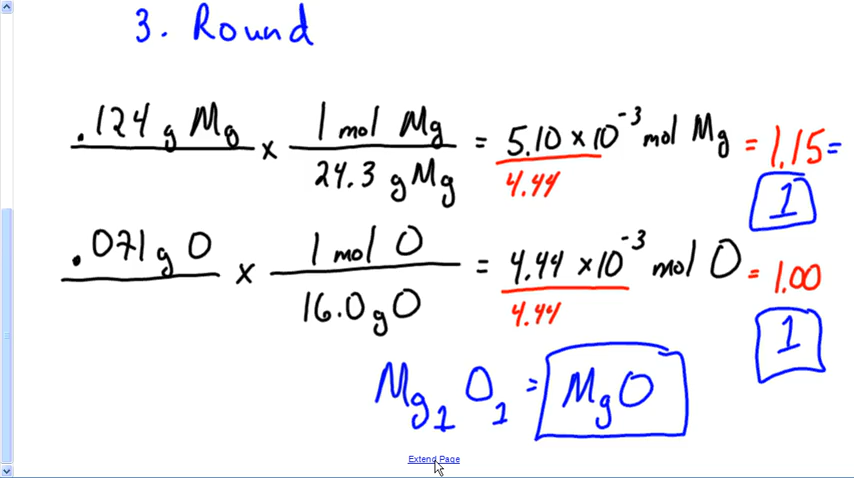 3. Round
.124 g Mg × 1 mol Mg / 24.3 g Mg = 5.10 × 10⁻³ mol Mg / 4.44 = 1.15 = 1
.071 g O × 1 mol O / 16.0 g O = 4.44 × 10⁻³ mol O / 4.44 = 1.00 1
Mg₁ O₁ = MgO
Extend Page